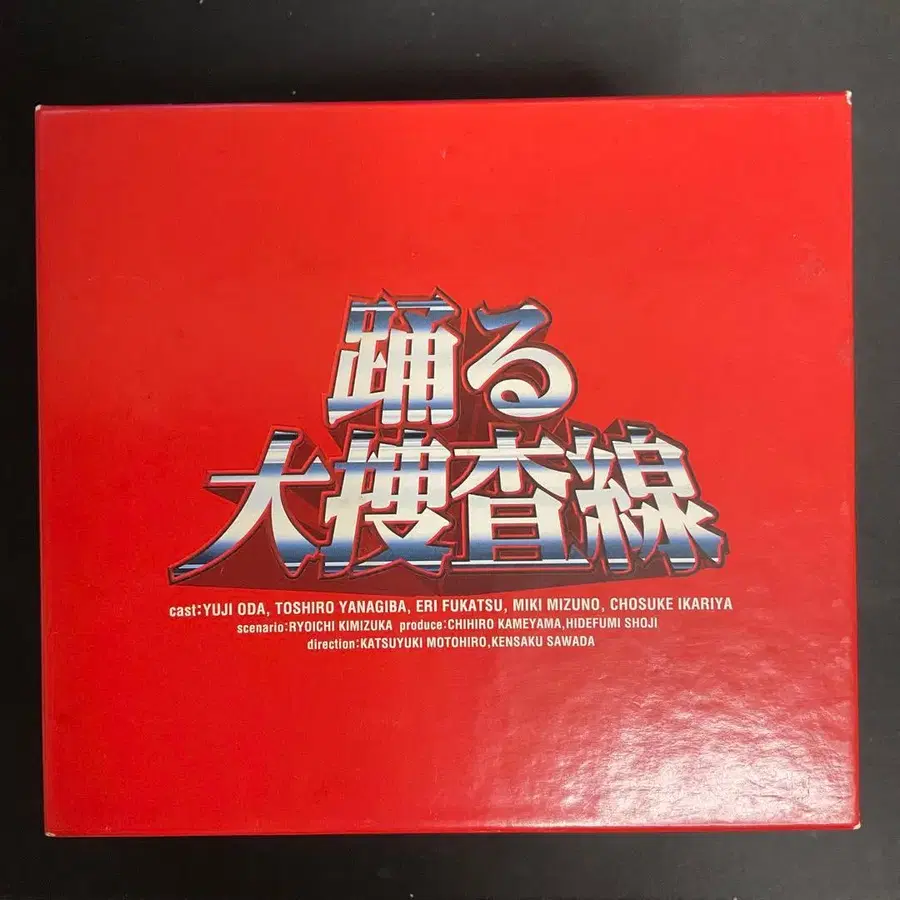 踊る
大捜査線
cast:YUJI ODA, TOSHIRO YANAGIBA, ERI FUKATSU, MIKI MIZUNO, CHOSUKE IKARIYA
scenario:RYOICHI KIMIZUKA produce:CHIHIRO KAMEYAMA,HIDEFUMI SHOJI
direction:KATSUYUKI MOTOHIRO,KENSAKU SAWADA